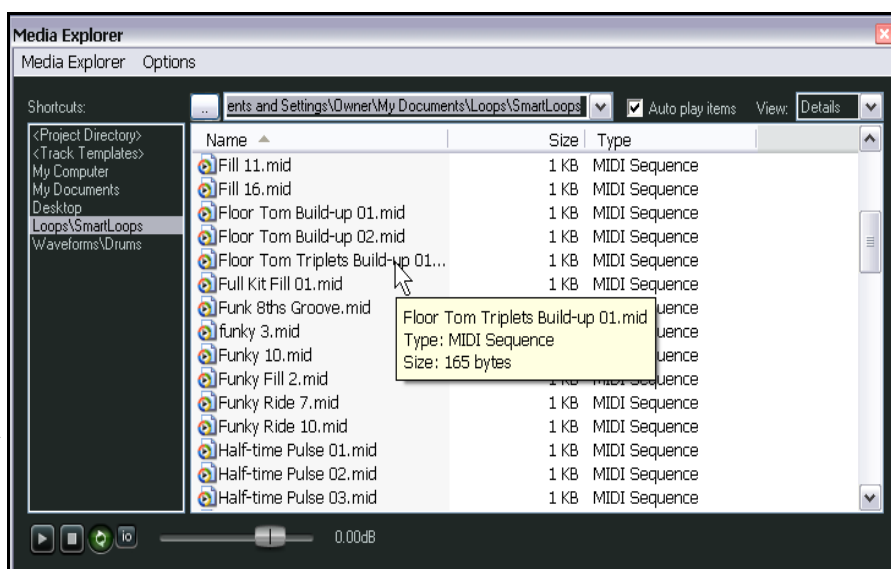 Media Explorer
Media Explorer Options
Shortcuts:
.. ents and Settings\Owner\My Documents\Loops\SmartLoops Auto play items View: Details
<Project Directory>
<Track Templates>
My Computer
My Documents
Desktop
Loops\SmartLoops
Waveforms\Drums
Name Size Type
Fill 11.mid 1 KB MIDI Sequence
Fill 16.mid 1 KB MIDI Sequence
Floor Tom Build-up 01.mid 1 KB MIDI Sequence
Floor Tom Build-up 02.mid 1 KB MIDI Sequence
Floor Tom Triplets Build-up 01... 1 KB MIDI Sequence
Full Kit Fill 01.mid 1 KB MIDI Sequence
Funk 8ths Groove.mid uence
funky 3.mid uence
Funky 10.mid uence
Funky Fill 2.mid 1 KB MIDI Sequence
Funky Ride 7.mid 1 KB MIDI Sequence
Funky Ride 10.mid 1 KB MIDI Sequence
Half-time Pulse 01.mid 1 KB MIDI Sequence
Half-time Pulse 02.mid 1 KB MIDI Sequence
Half-time Pulse 03.mid 1 KB MIDI Sequence
Floor Tom Triplets Build-up 01.mid
Type: MIDI Sequence
Size: 165 bytes
io 0.00dB